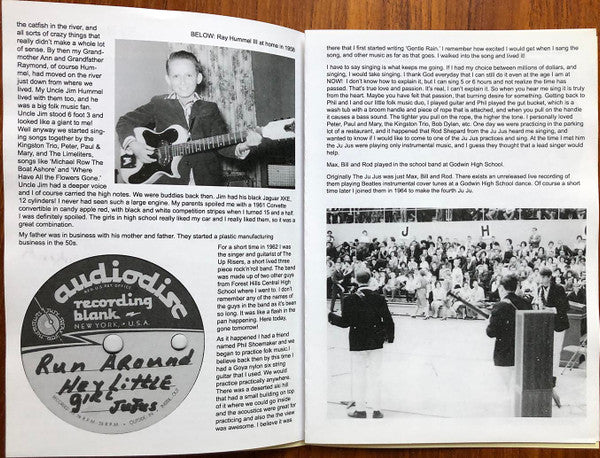 the catfish in the river, and
all sorts of crazy things that
really didn't make a whole lot
of sense. By then my Grand-
mother Ann and Grandfather
Raymond, of course Hum-
mel, had moved on the river
just down from where we
lived. My Uncle Jim Hummel
lived with them too, and he
was a big folk music fan.
Uncle Jim stood 6 foot 3 and
looked like a giant to me!
Well anyway we started sing-
ing songs together by the
Kingston Trio, Peter, Paul &
Mary, and The Limeliters,
songs like 'Michael Row The
Boat Ashore' and 'Where
Have All the Flowers Gone.'
Uncle Jim had a deeper voice
and I of course carried the high notes. We were buddies back then. Jim had his black Jaguar XKE,
12 cylinders! I never had seen such a large engine. My parents spoiled me with a 1961 Corvette
convertible in candy apple red, with black and white competition stripes when I turned 15 and a half.
I was definitely spoiled. The girls in high school really liked my car and I really liked them, so it was a
great combination.
My father was in business with his mother and father. They started a plastic manufacturing
business in the 50s.
BELOW: Ray Hummel III at home in 1958
For a short time in 1962 I was
the singer and guitarist of The
Up Risers, a short lived three
piece rock'n'roll band. The band
was made up of two other guys
from Forest Hills Central High
School where I went to. I don't
remember any of the names of
the guys in the band as it's been
so long. It was like a flash in the
pan happening. Here today,
gone tomorrow!
As it happened I had a friend
named Phil Shoemaker and we
began to practice folk music. I
believe back then by this time I
had a Goya nylon six string
guitar that I used. We would
practice practically anywhere.
There was a deserted ski hill
that had a small building on top
of it where we could go inside
and the acoustics were great for
practicing and also the view
was awesome. I believe it was
audiodisc
recording
blank
NEW YORK, U.S.A.
Run Around
Hey Little
girl JuJus
78 R.P.M.
there that I first started writing 'Gentle Rain.' I remember how excited I would get when I sang the
song, and other music as far as that goes. I walked into the song and lived it!
I have to say singing is what keeps me going. If I had my choice between millions of dollars, and
singing, I would take singing. I thank God everyday that I can still do it even at the age I am at
NOW! I don't know how to explain it, but I can sing 5 or 6 hours and not realize the time has
passed. That's true love and passion. It's real. I can't explain it. So when you hear me sing it is truly
from the heart. Maybe you have felt that passion, that burning desire for something. Getting back to
Phil and I and our little folk music duo, I played guitar and Phil played the gut bucket, which is a
wash tub with a broom handle and piece of rope that is attached, and when you pull on the handle
it causes a bass sound. The tighter you pull on the rope, the higher the tone. I personally loved
Peter, Paul and Mary, the Kingston Trio, Bob Dylan, etc. One day we were practicing in the parking
lot of a restaurant, and it happened that Rod Shepard from the Ju Jus heard me singing, and
wanted to know if I would like to come to one of the Ju Jus practices and sing. At the time I met him
the Ju Jus were playing only instrumental music, and I guess they thought that a lead singer would
help.
Max, Bill and Rod played in the school band at Godwin High School.
Originally The Ju Jus was just Max, Bill and Rod. There exists an unreleased live recording of
them playing Beatles instrumental cover tunes at a Godwin High School dance. Of course a short
time later I joined them in 1964 to make the fourth Ju Ju.
J H